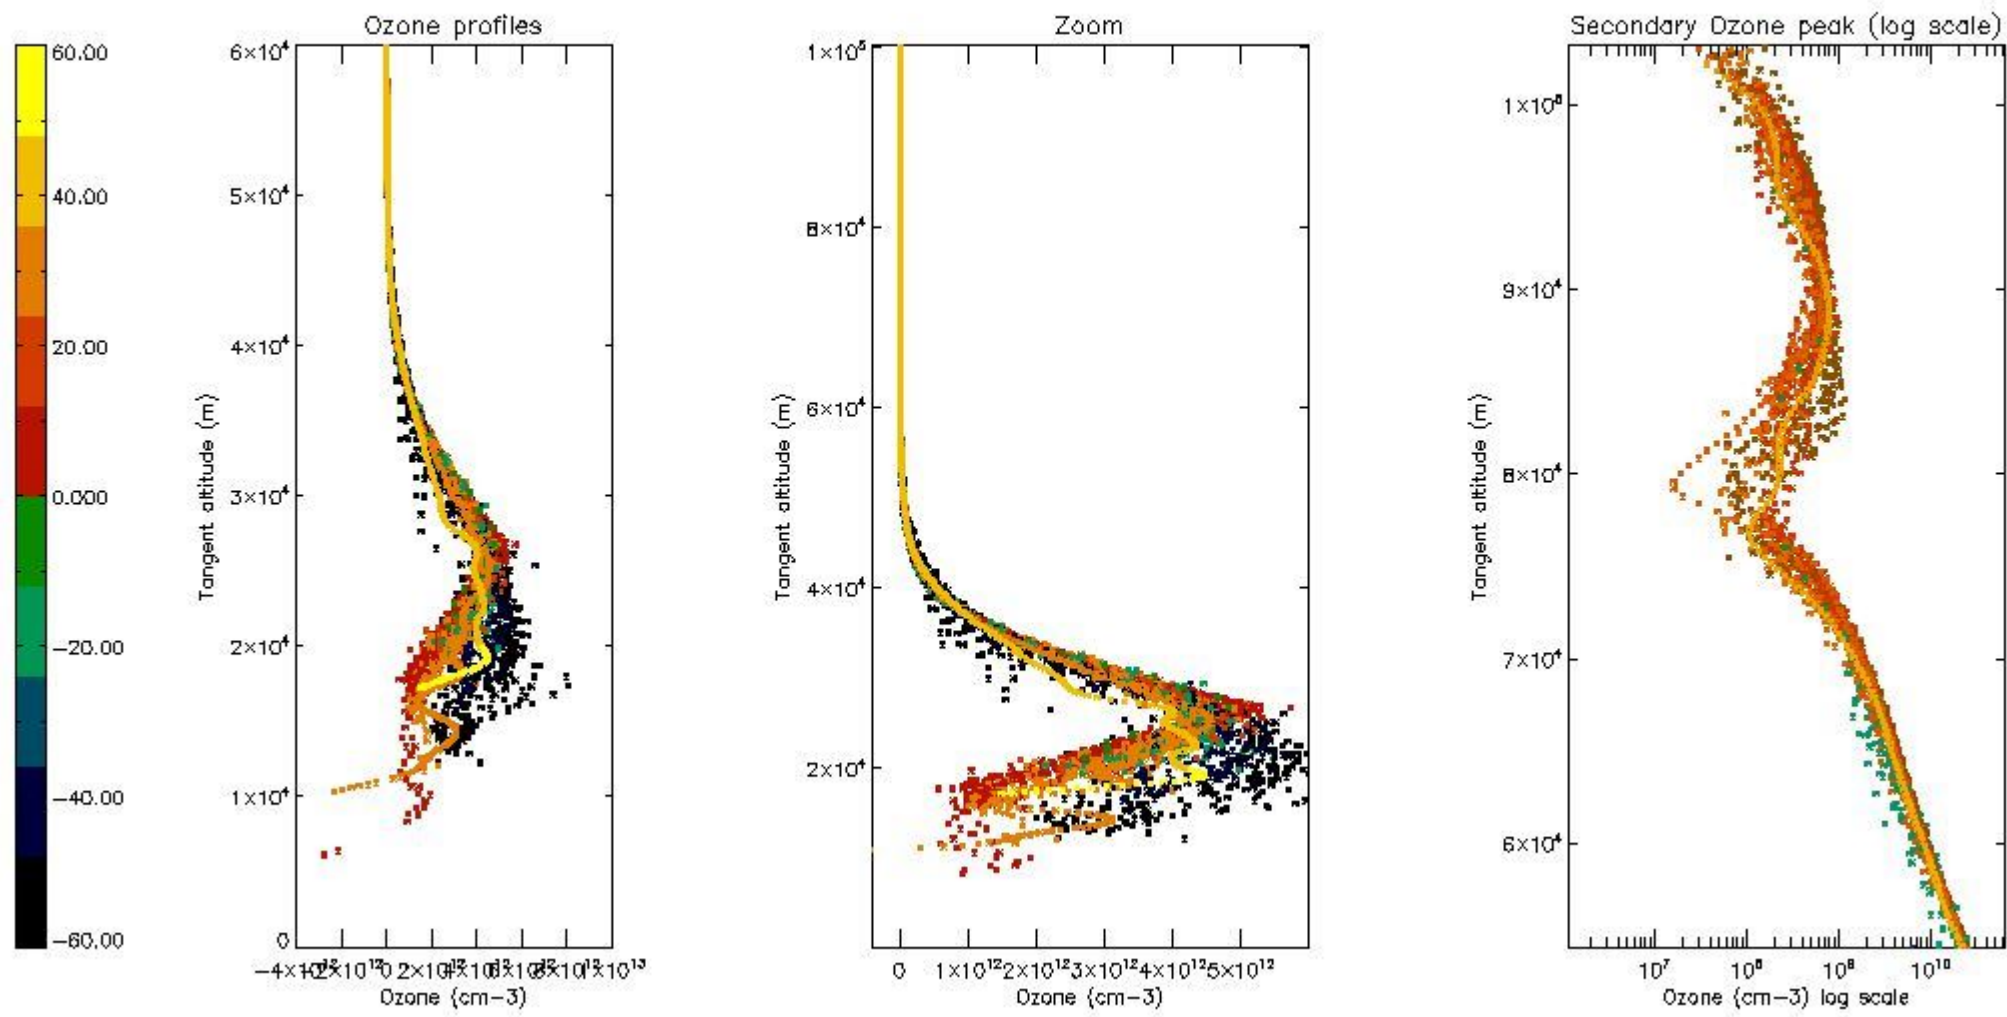 Ozone profiles
Zoom
Secondary Ozone peak (log scale)
60.00
40.00
20.00
0.000
−20.00
−40.00
−60.00
6×10⁴
5×10⁴
4×10⁴
3×10⁴
2×10⁴
1×10⁴
0
Tangent altitude (m)
Ozone (cm−3)
1×10⁵
8×10⁴
6×10⁴
4×10⁴
2×10⁴
Tangent altitude (m)
0 1×10¹² 2×10¹² 3×10¹² 4×10¹² 5×10¹²
Ozone (cm−3)
9×10⁴
8×10⁴
7×10⁴
6×10⁴
Tangent altitude (m)
10⁷ 10⁸ 10⁹ 10¹⁰
Ozone (cm−3) log scale